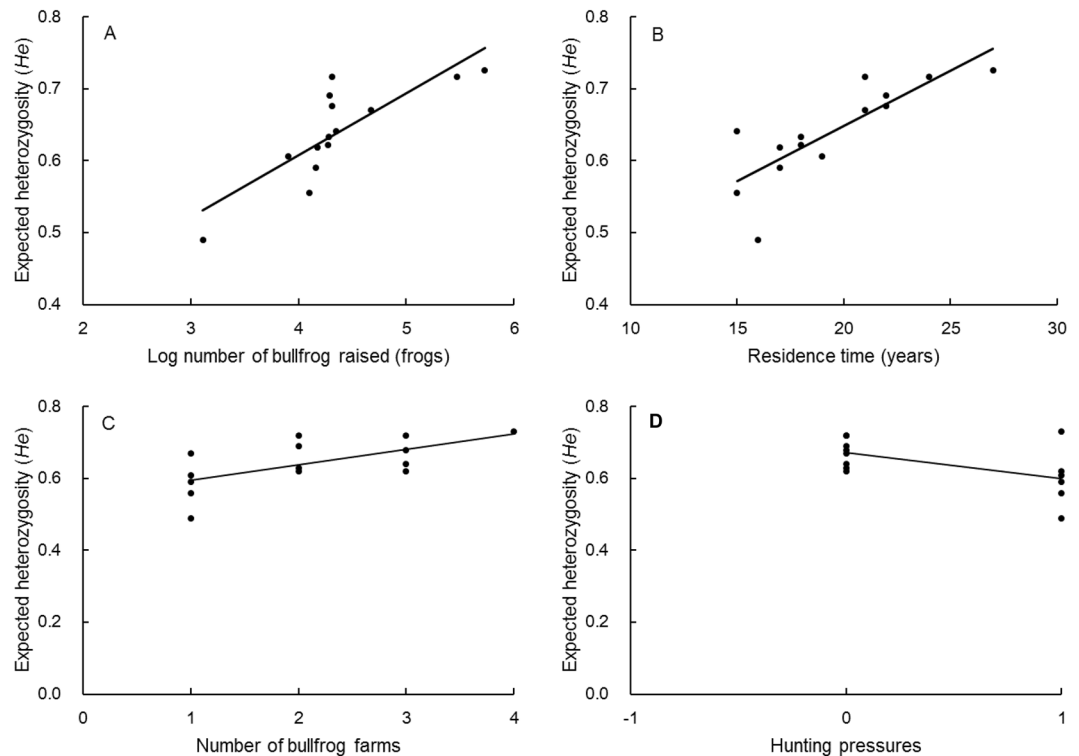 A
Expected heterozygosity (He)
0.8
0.7
0.6
0.5
0.4
2 3 4 5 6
Log number of bullfrog raised (frogs)
B
Expected heterozygosity (He)
0.8
0.7
0.6
0.5
0.4
10 15 20 25 30
Residence time (years)
C
Expected heterozygosity (He)
0.8
0.6
0.4
0.2
0.0
0 1 2 3 4
Number of bullfrog farms
D
Expected heterozygosity (He)
0.8
0.6
0.4
0.2
0.0
-1 0 1
Hunting pressures